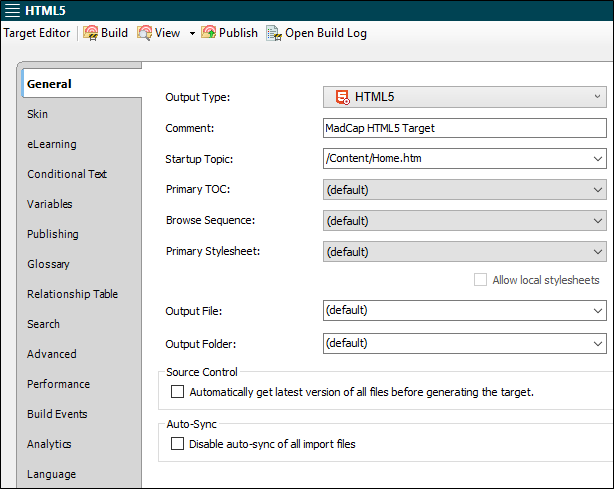 HTML5
Target Editor Build View Publish Open Build Log
General
Skin
eLearning
Conditional Text
Variables
Publishing
Glossary
Relationship Table
Search
Advanced
Performance
Build Events
Analytics
Language
Output Type: HTML5
Comment: MadCap HTML5 Target
Startup Topic: /Content/Home.htm
Primary TOC: (default)
Browse Sequence: (default)
Primary Stylesheet: (default)
Allow local stylesheets
Output File: (default)
Output Folder: (default)
Source Control
Automatically get latest version of all files before generating the target.
Auto-Sync
Disable auto-sync of all import files